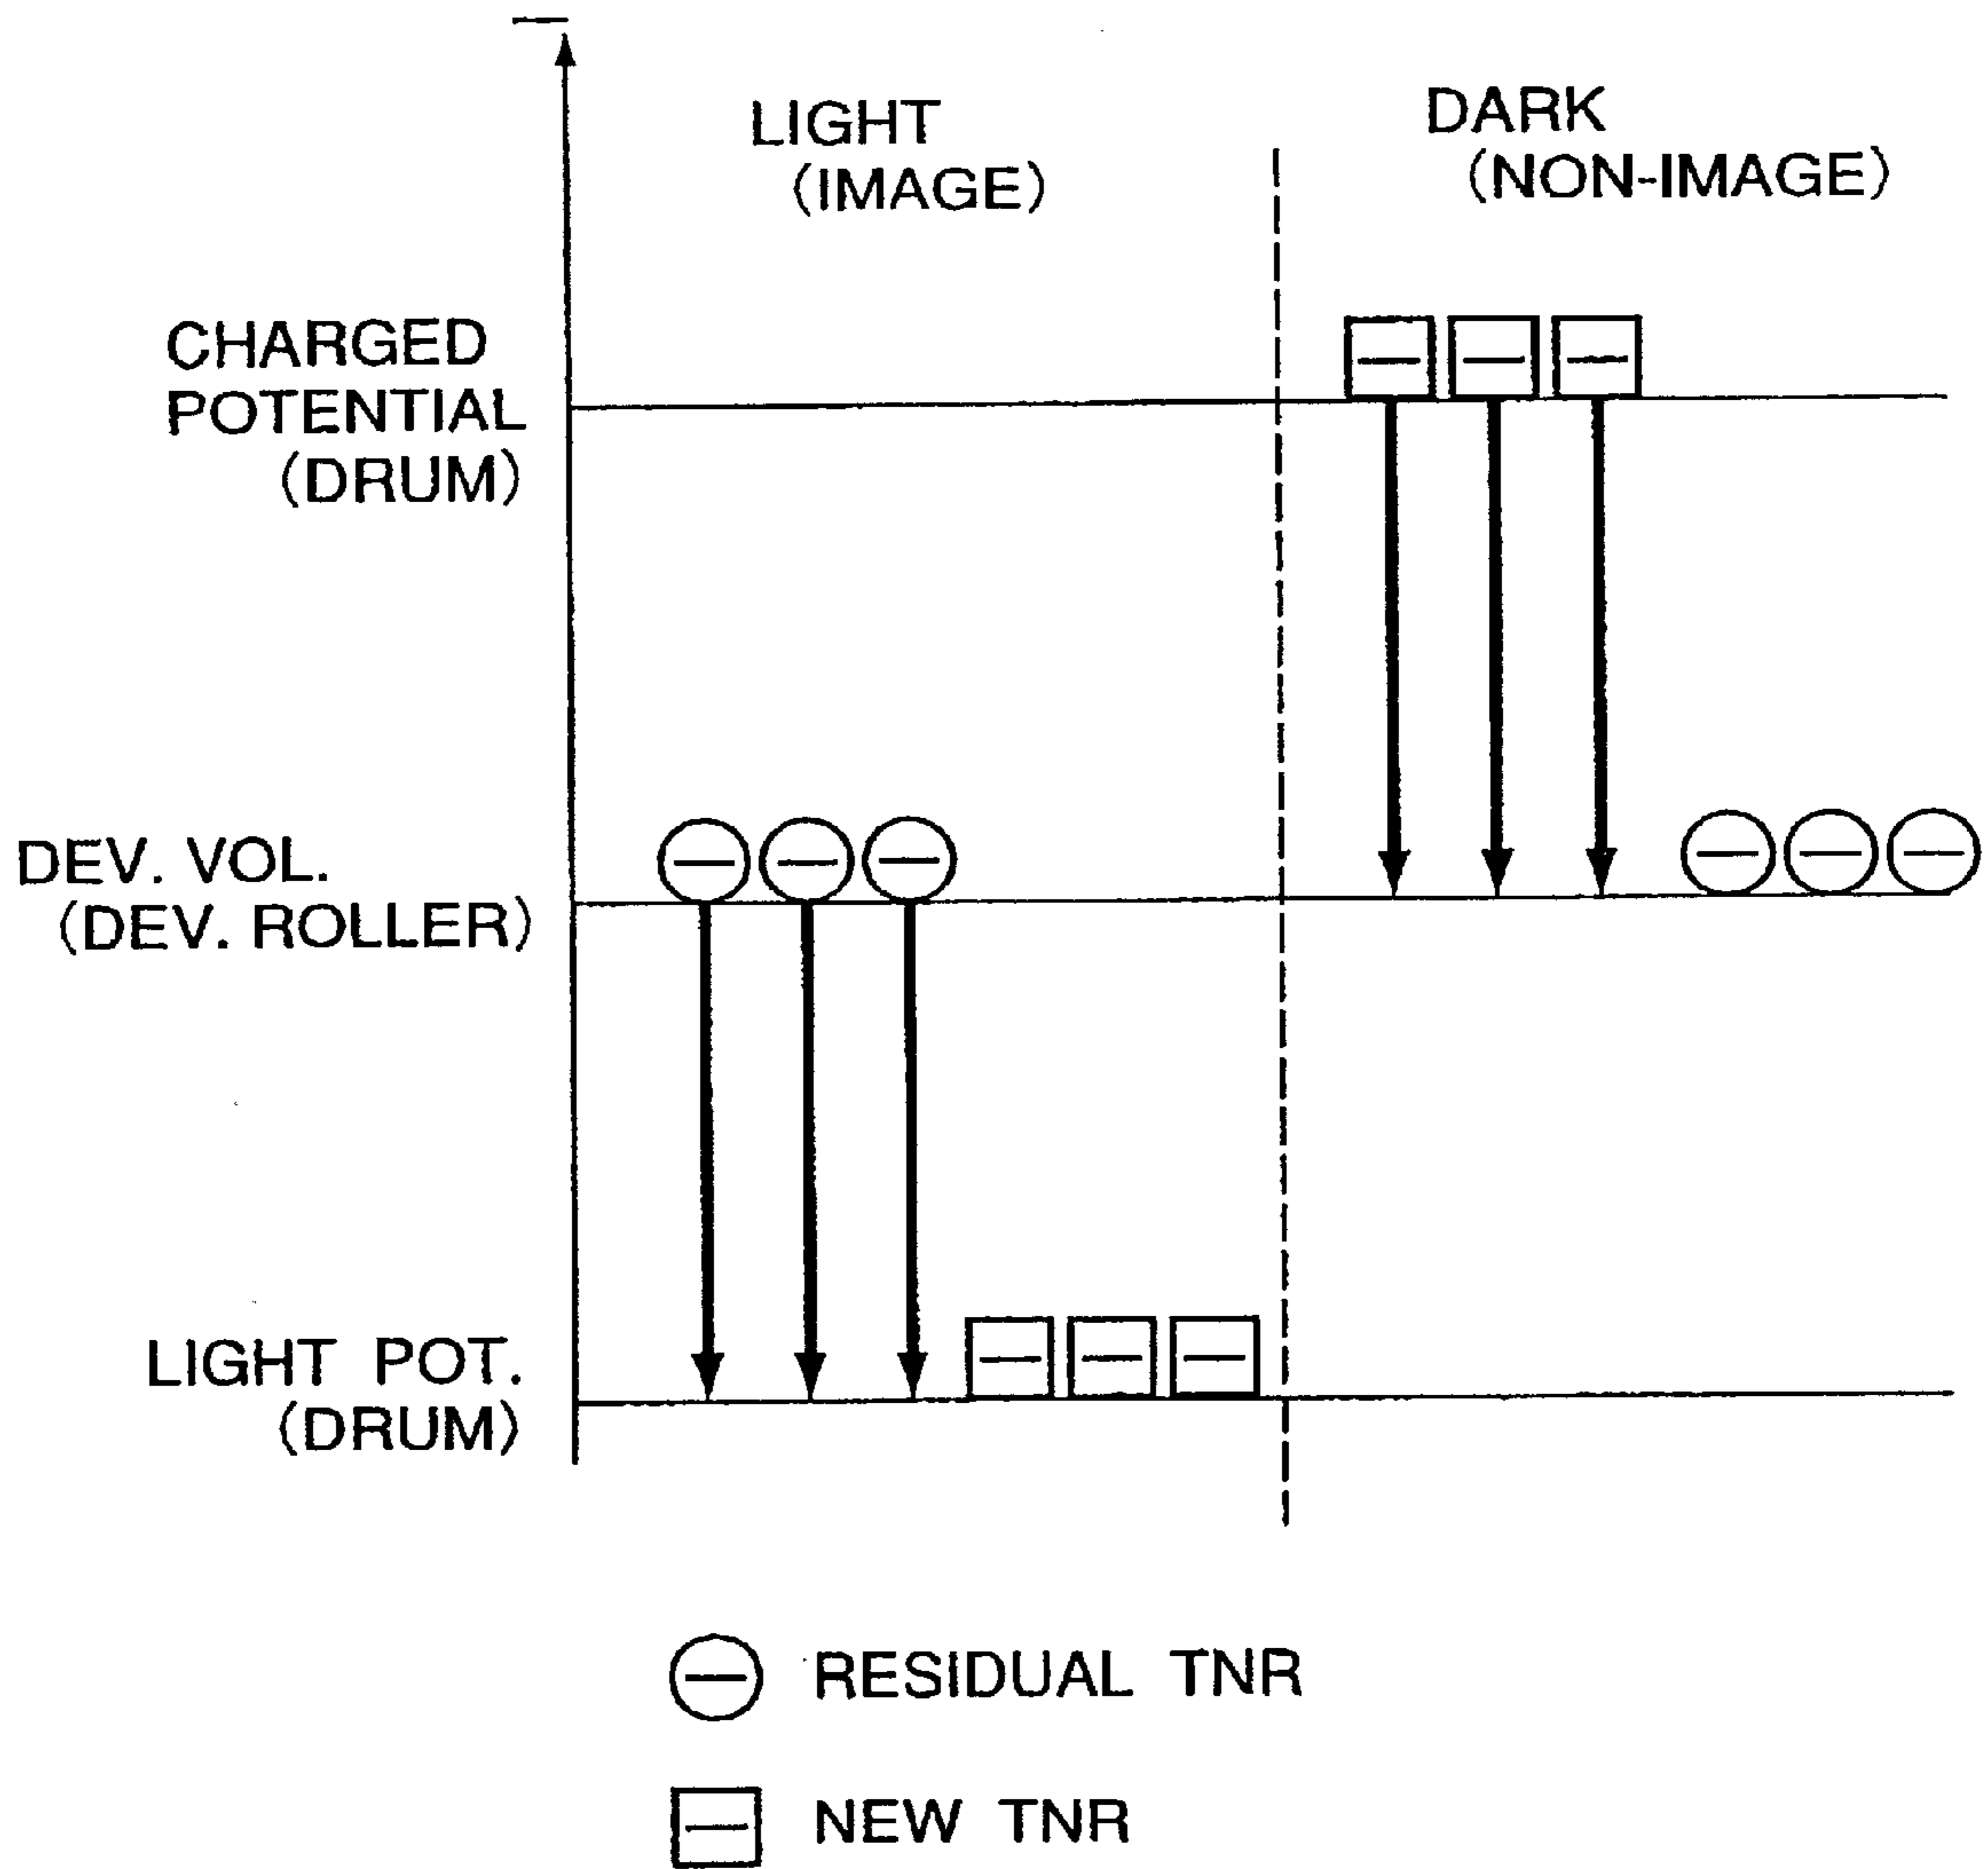 LIGHT
(IMAGE)
DARK
(NON-IMAGE)
CHARGED
POTENTIAL
(DRUM)
DEV. VOL.
(DEV. ROLLER)
LIGHT POT.
(DRUM)
RESIDUAL TNR
NEW TNR